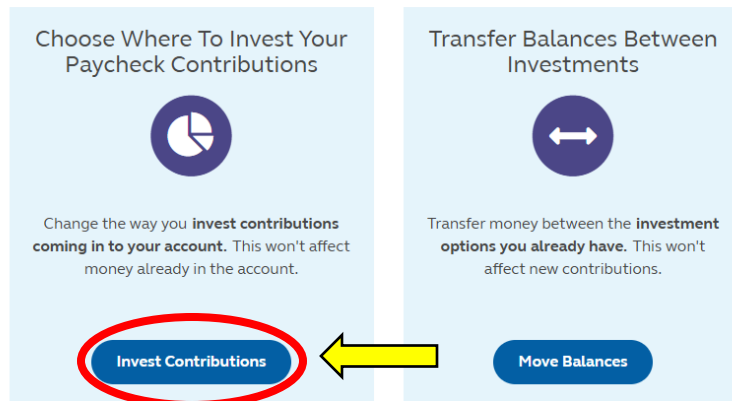 Choose Where To Invest Your
Paycheck Contributions
Change the way you invest contributions
coming in to your account. This won't affect
money already in the account.
Invest Contributions
Transfer Balances Between
Investments
Transfer money between the investment
options you already have. This won't
affect new contributions.
Move Balances